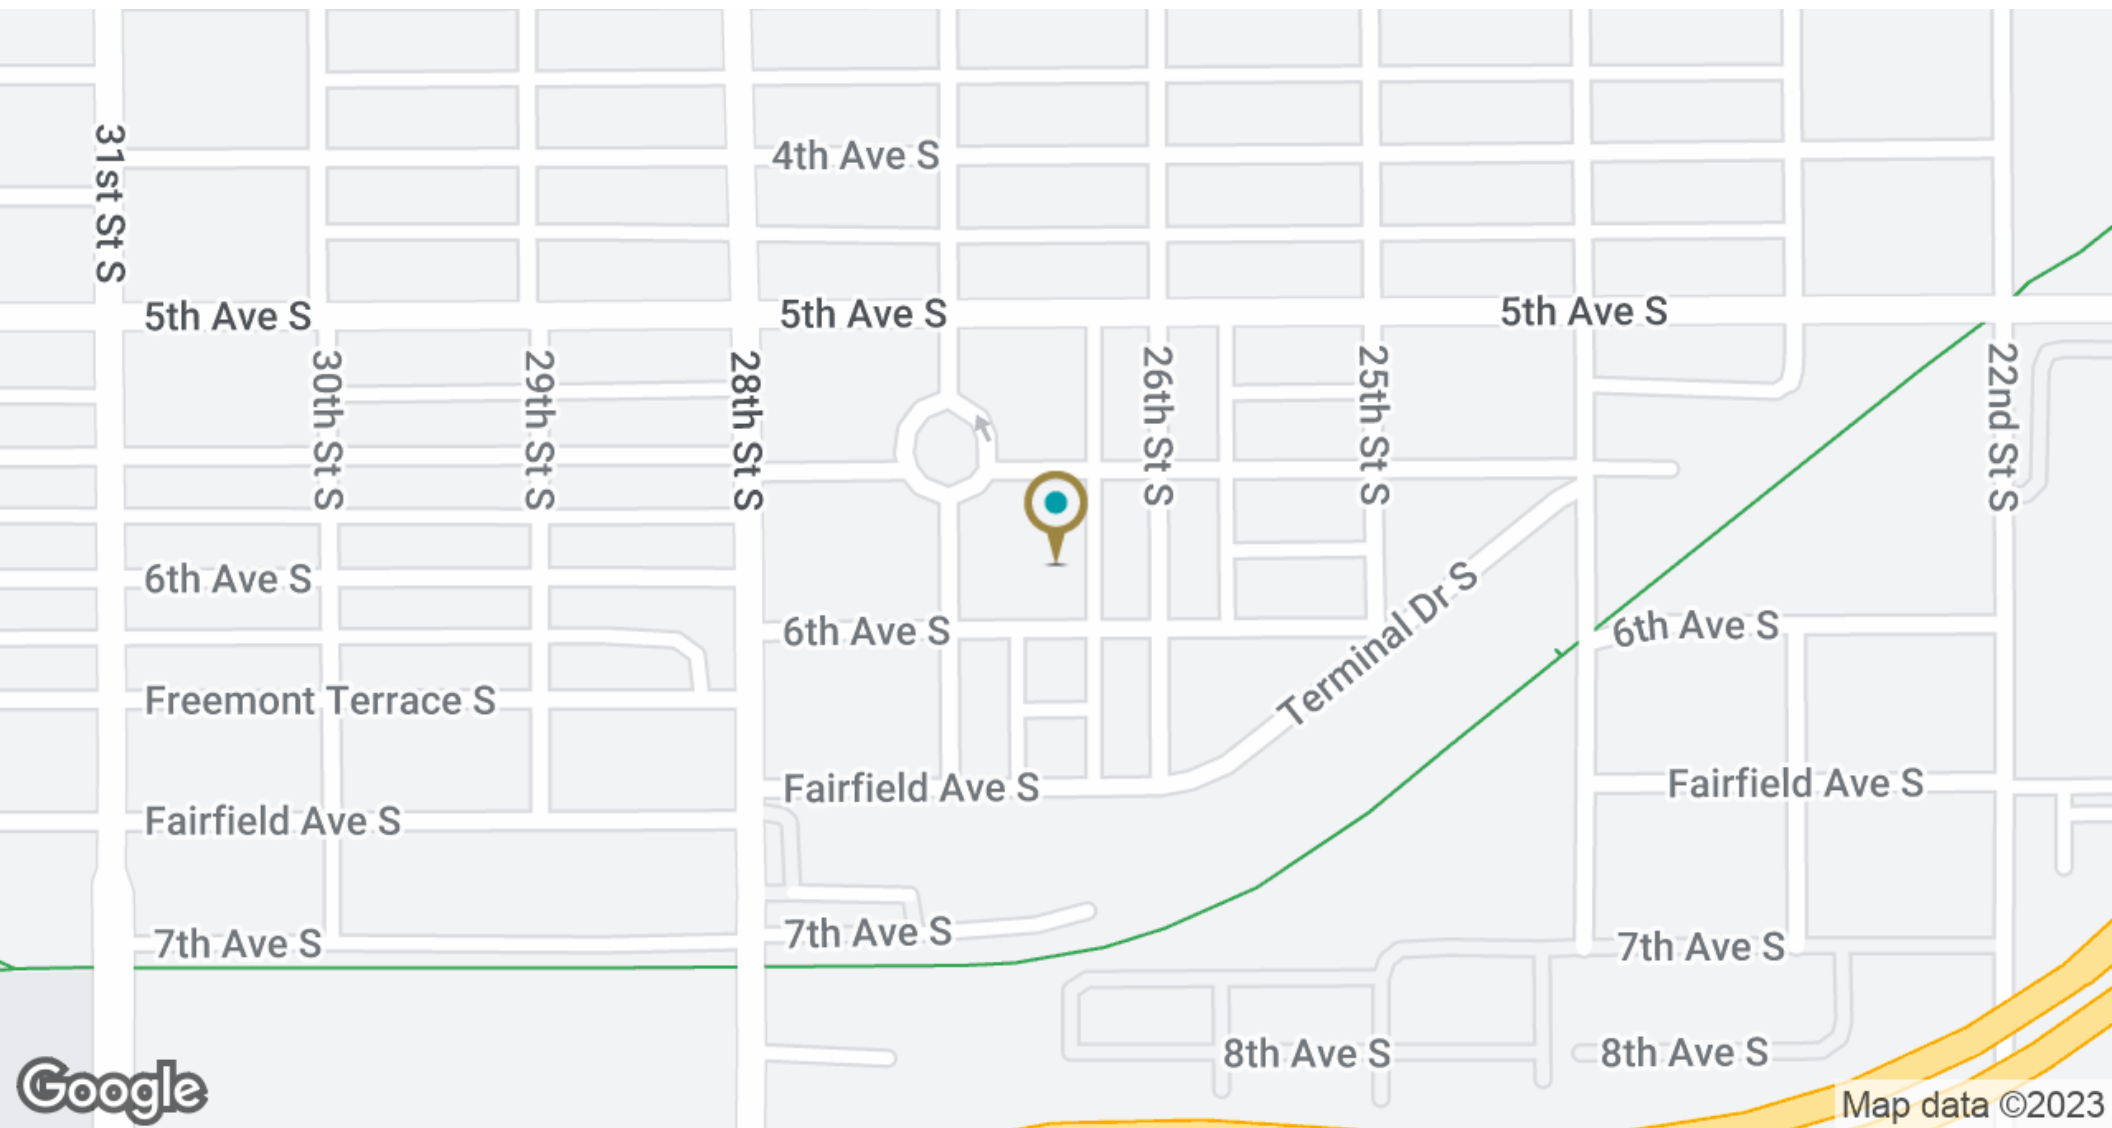 31st St S
4th Ave S
5th Ave S
5th Ave S
5th Ave S
30th St S
29th St S
28th St S
26th St S
25th St S
22nd St S
6th Ave S
6th Ave S
Terminal Dr S
6th Ave S
Freemont Terrace S
Fairfield Ave S
Fairfield Ave S
Fairfield Ave S
7th Ave S
7th Ave S
7th Ave S
8th Ave S
8th Ave S
Google
Map data ©2023